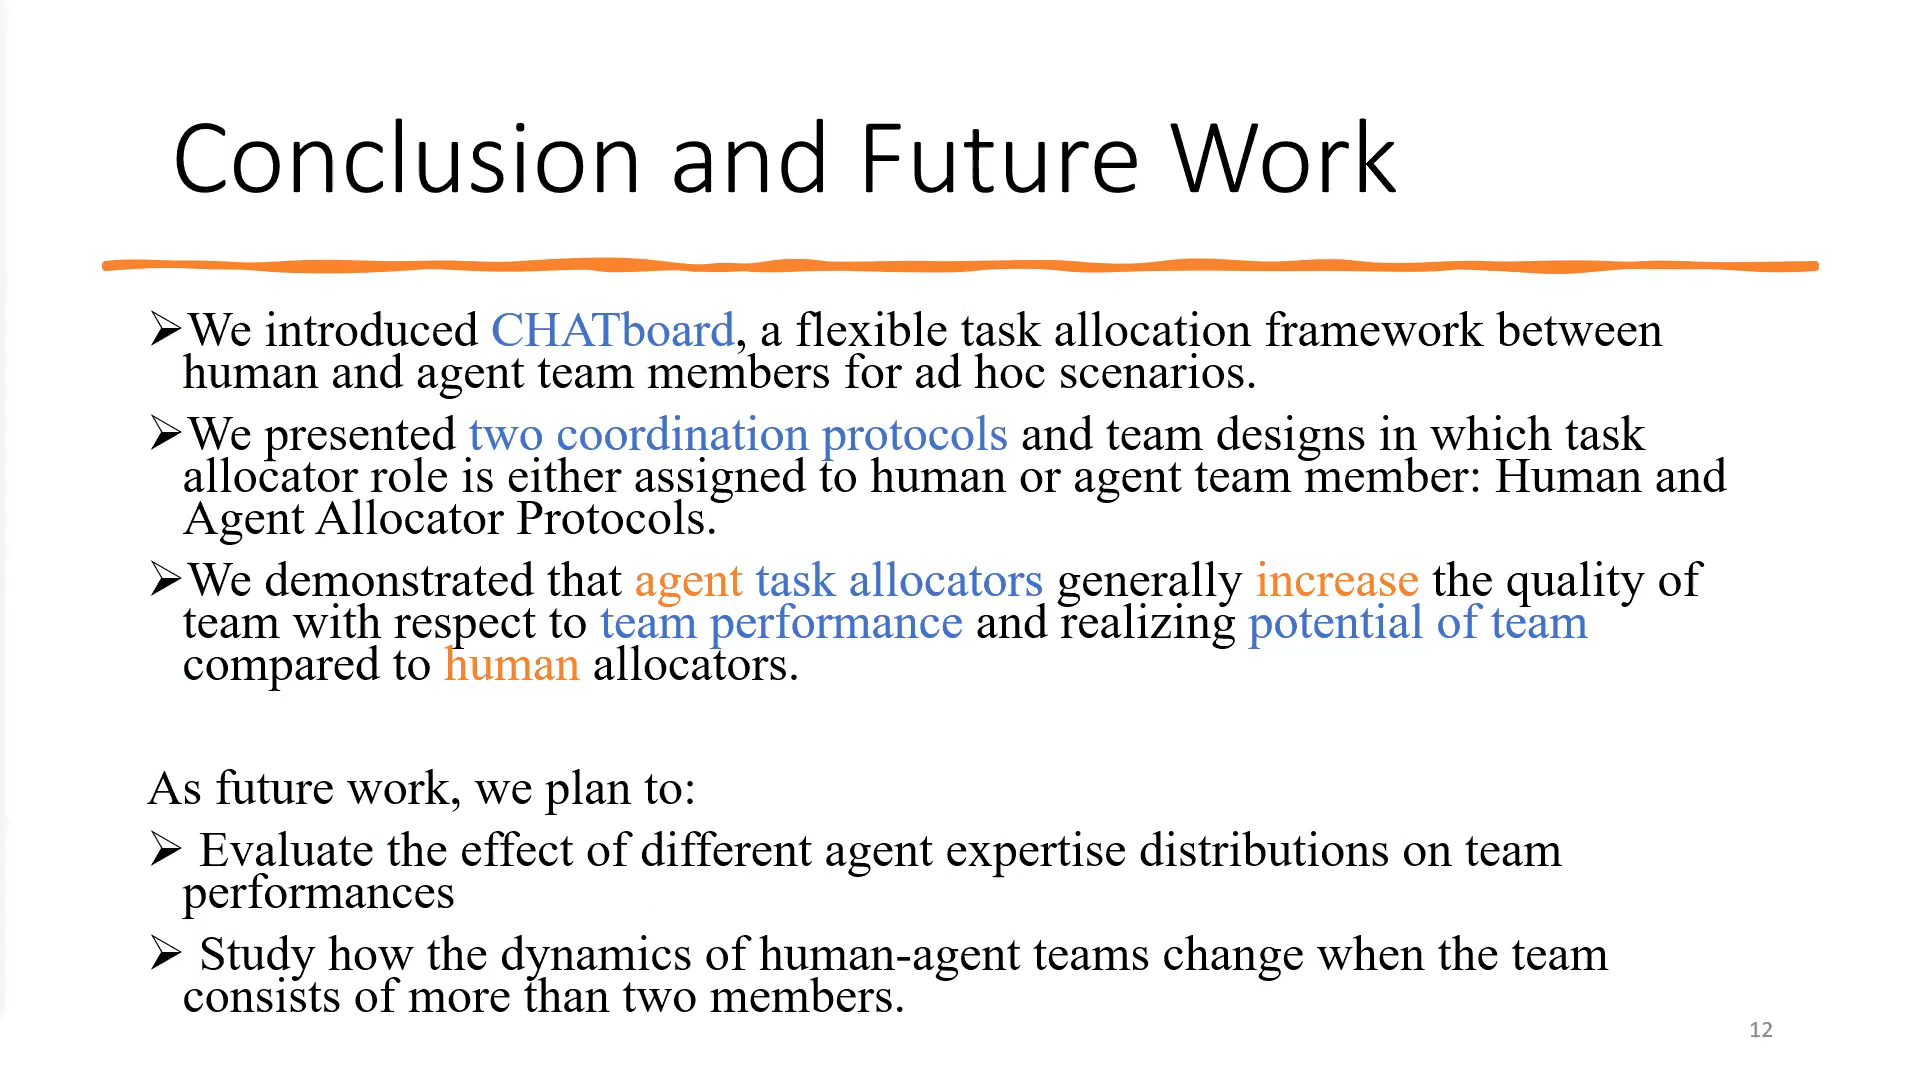 Conclusion and Future Work
➢We introduced CHATboard, a flexible task allocation framework between
human and agent team members for ad hoc scenarios.
➢We presented two coordination protocols and team designs in which task
allocator role is either assigned to human or agent team member: Human and
Agent Allocator Protocols.
➢We demonstrated that agent task allocators generally increase the quality of
team with respect to team performance and realizing potential of team
compared to human allocators.
As future work, we plan to:
➢ Evaluate the effect of different agent expertise distributions on team
performances
➢ Study how the dynamics of human-agent teams change when the team
consists of more than two members.
12